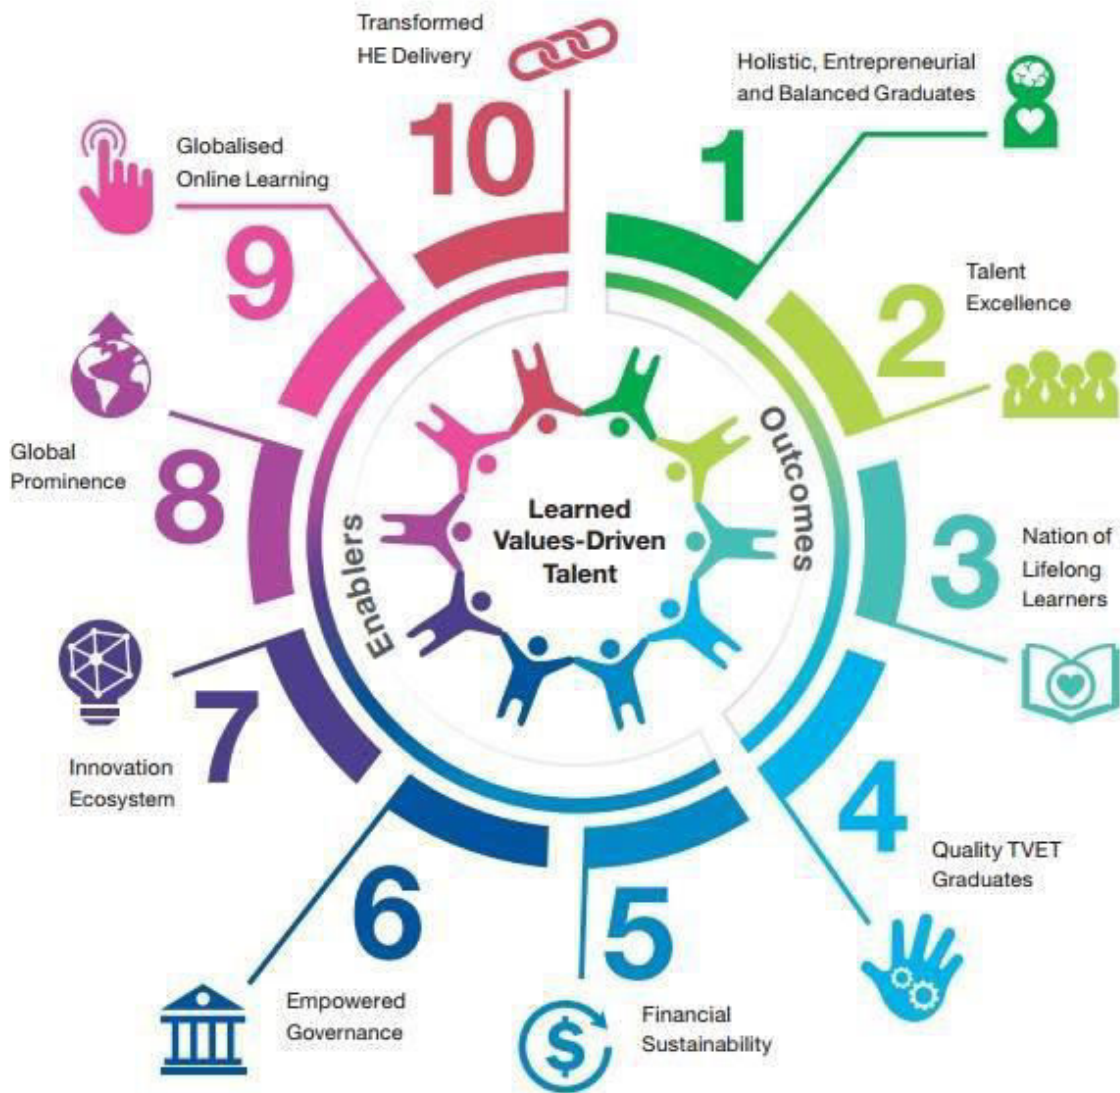 Transformed
HE Delivery
10
Holistic, Entrepreneurial
and Balanced Graduates
1
Globalised
Online Learning
9
Talent
Excellence
2
Global
Prominence
8
Outcomes
Enablers
Learned
Values-Driven
Talent
Nation of
Lifelong
Learners
3
Innovation
Ecosystem
7
Quality TVET
Graduates
4
Empowered
Governance
6
Financial
Sustainability
5
$